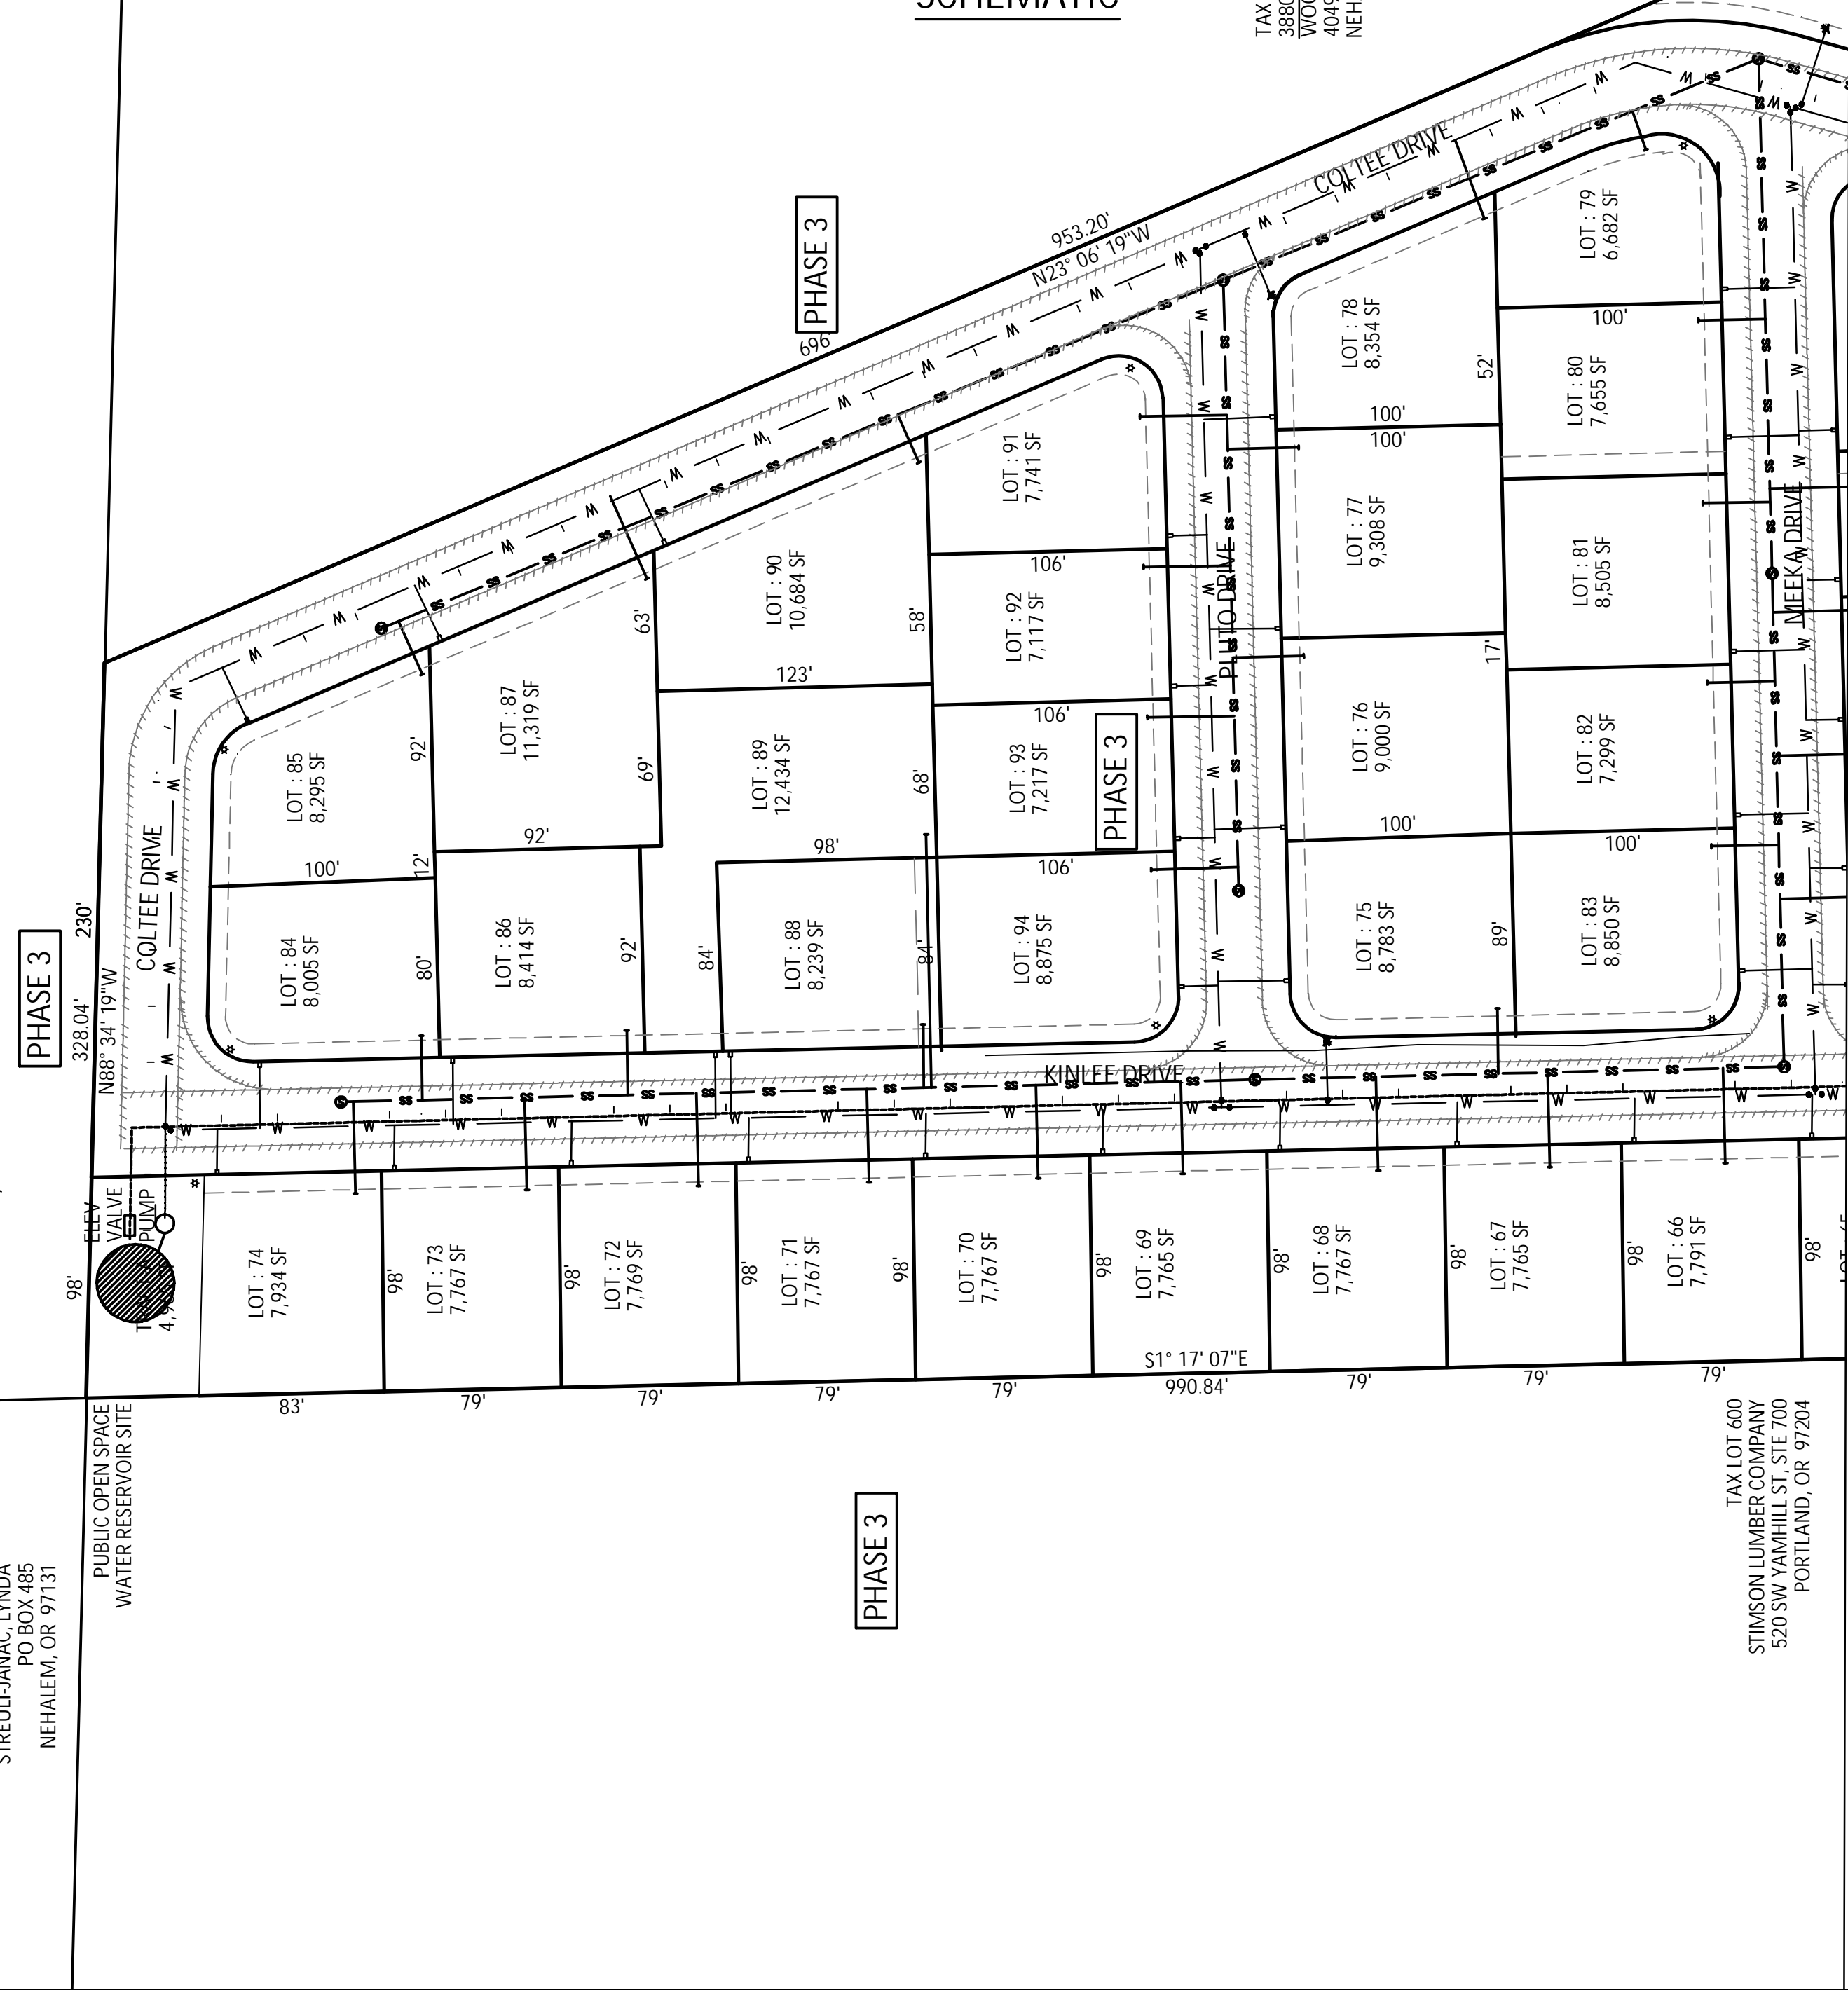 SCHEMATIC
TAX
NEH
COLTEE DRIVE
953.20'
N23° 06' 19"W
PHASE 3
696'
LOT : 79
6,682 SF
100'
LOT : 78
8,354 SF
52'
LOT : 80
7,655 SF
100'
100'
LOT : 91
7,741 SF
106'
LOT : 77
9,308 SF
LOT : 81
8,505 SF
MEEKA DRIVE
PLUTO DRIVE
LOT : 90
10,684 SF
63'
58'
123'
LOT : 92
7,117 SF
106'
17'
LOT : 87
11,319 SF
92'
69'
LOT : 89
12,434 SF
68'
LOT : 93
7,217 SF
PHASE 3
LOT : 76
9,000 SF
LOT : 82
7,299 SF
LOT : 85
8,295 SF
100'
12'
92'
98'
106'
100'
100'
COLTEE DRIVE
PHASE 3
230'
328.04'
N88° 34' 19"W
LOT : 84
8,005 SF
80'
LOT : 86
8,414 SF
92'
84'
LOT : 88
8,239 SF
84'
LOT : 94
8,875 SF
LOT : 75
8,783 SF
89'
LOT : 83
8,850 SF
KINLEE DRIVE
ELEV
VALVE
PUMP
98'
LOT : 74
7,934 SF
98'
LOT : 73
7,767 SF
98'
LOT : 72
7,769 SF
98'
LOT : 71
7,767 SF
98'
LOT : 70
7,767 SF
98'
LOT : 69
7,765 SF
98'
LOT : 68
7,767 SF
98'
LOT : 67
7,765 SF
98'
LOT : 66
7,791 SF
98'
S1° 17' 07"E
990.84'
83'
79'
79'
79'
79'
79'
79'
79'
PUBLIC OPEN SPACE
WATER RESERVOIR SITE
STREULI-JANAC, LYNDA
PO BOX 485
NEHALEM, OR 97131
PHASE 3
TAX LOT 600
STIMSON LUMBER COMPANY
520 SW YAMHILL ST, STE 700
PORTLAND, OR 97204